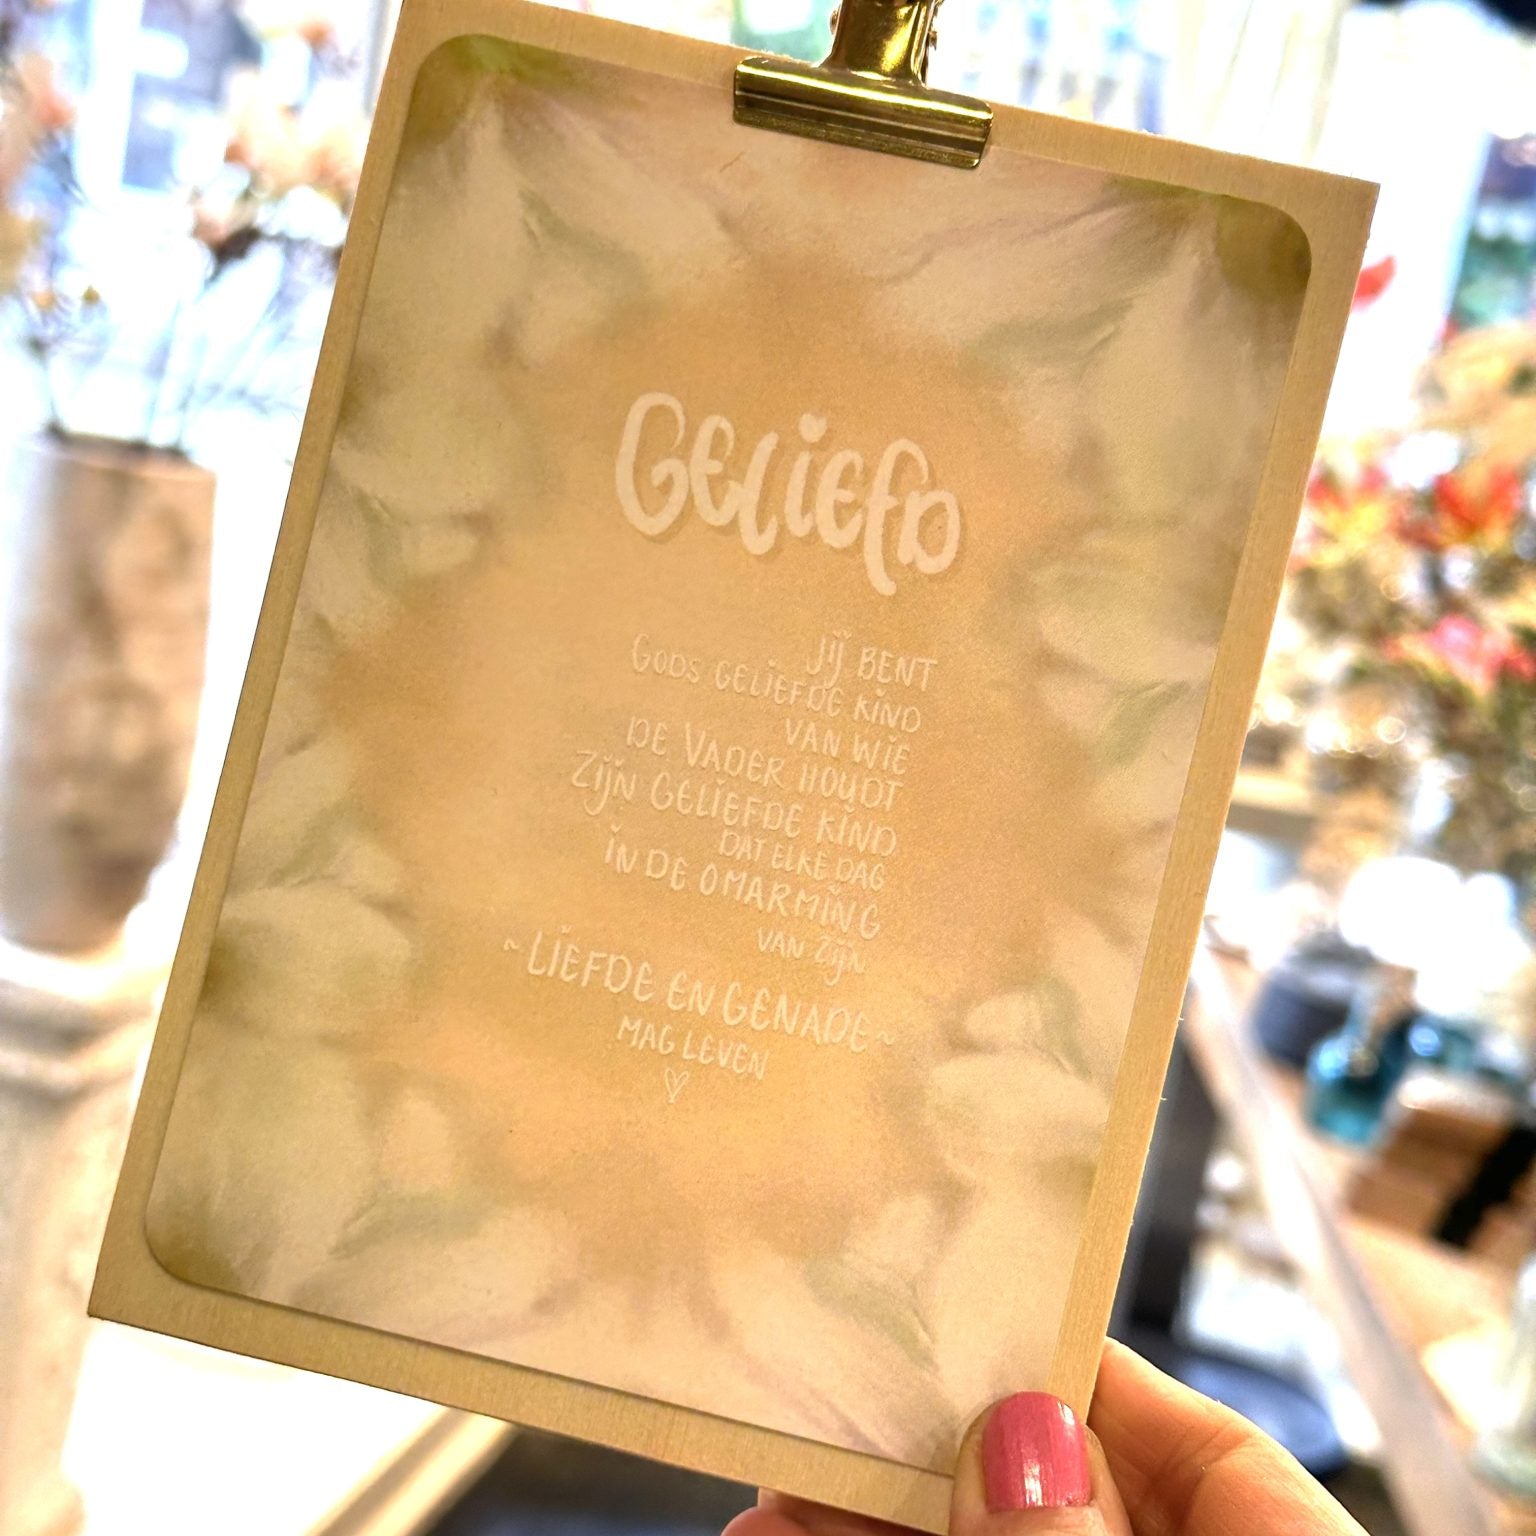 Geliefd
Jij bent
Gods geliefde kind
van wie
de Vader houdt
Zijn geliefde kind
dat elke dag
in de omarming
van Zijn
~Liefde en genade~
mag leven